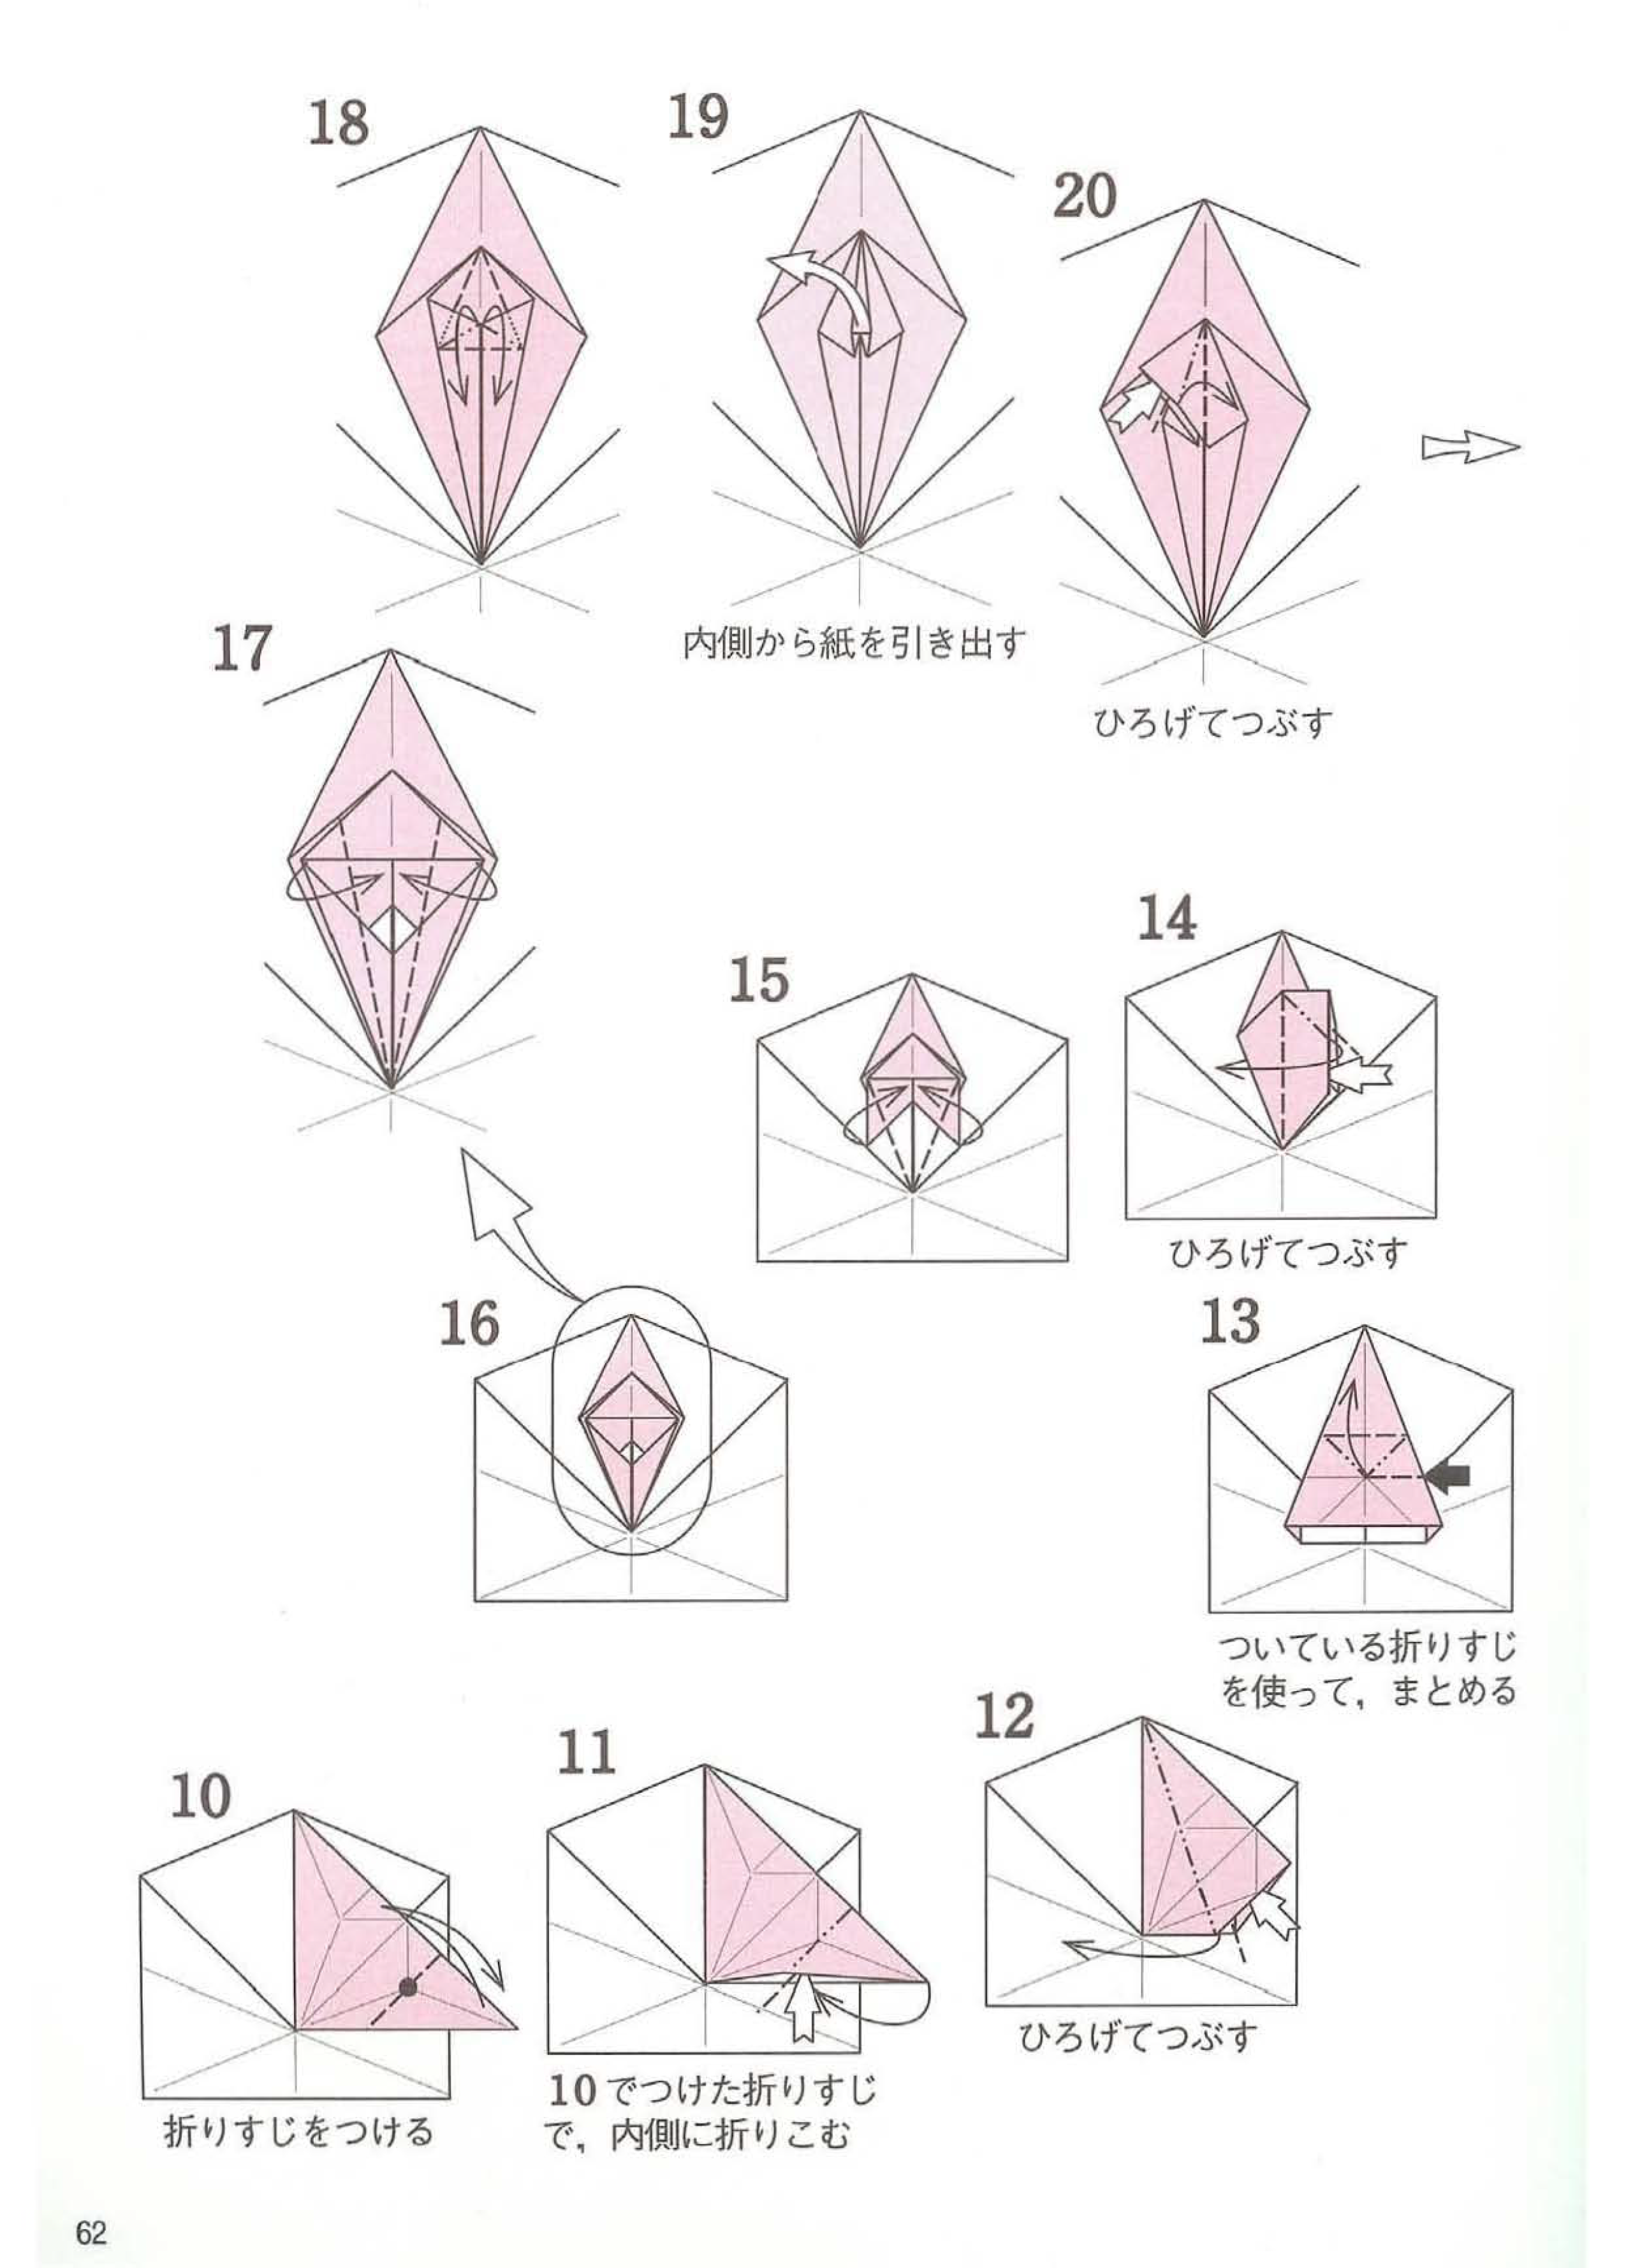 10
折りすじをつける
11
10でつけた折りすじ
で，内側に折りこむ
12
ひろげてつぶす
13
ついている折りすじ
を使って，まとめる
14
ひろげてつぶす
15
16
17
18
19
内側から紙を引き出す
20
ひろげてつぶす
62